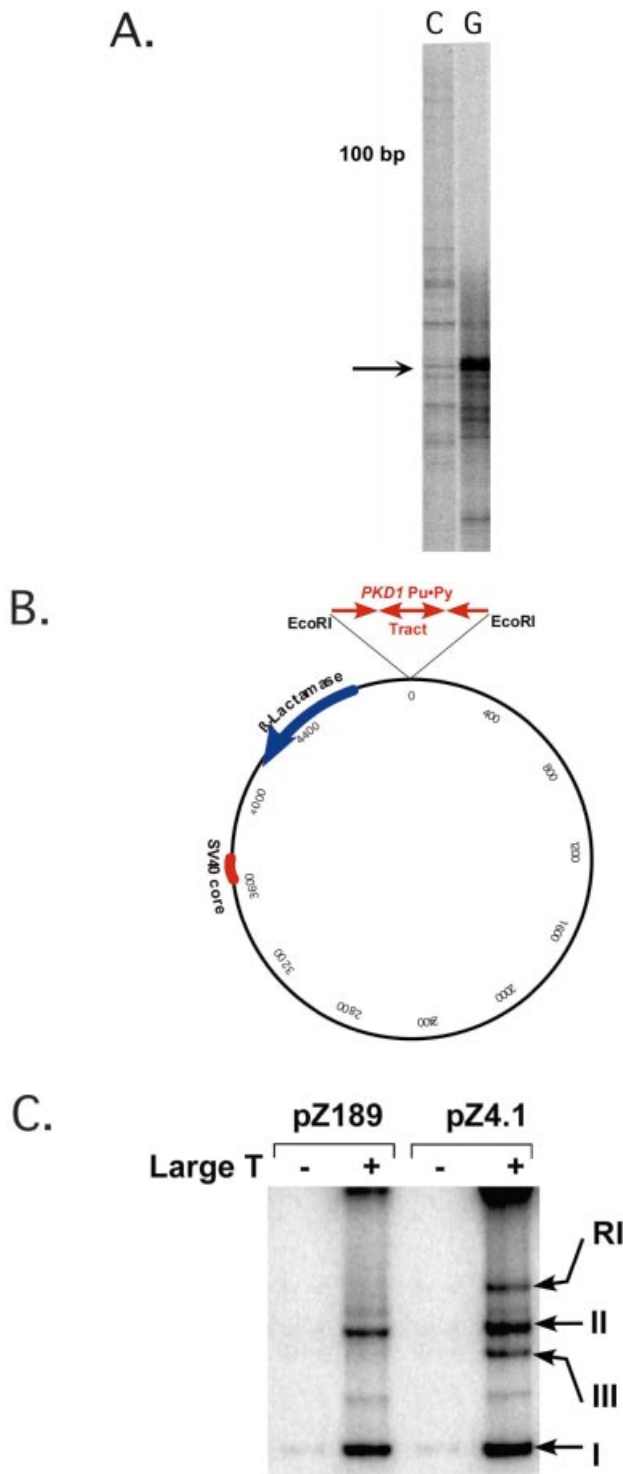 A.
C G
100 bp
B.
PKD1 Pu•Py
EcoRI EcoRI
Tract
ß-Lactamase
0
400
800
1200
1600
2000
2400
2800
3200
3600
4000
4400
SV40 core
C.
pZ189 pZ4.1
Large T - + - +
RI
II
III
I